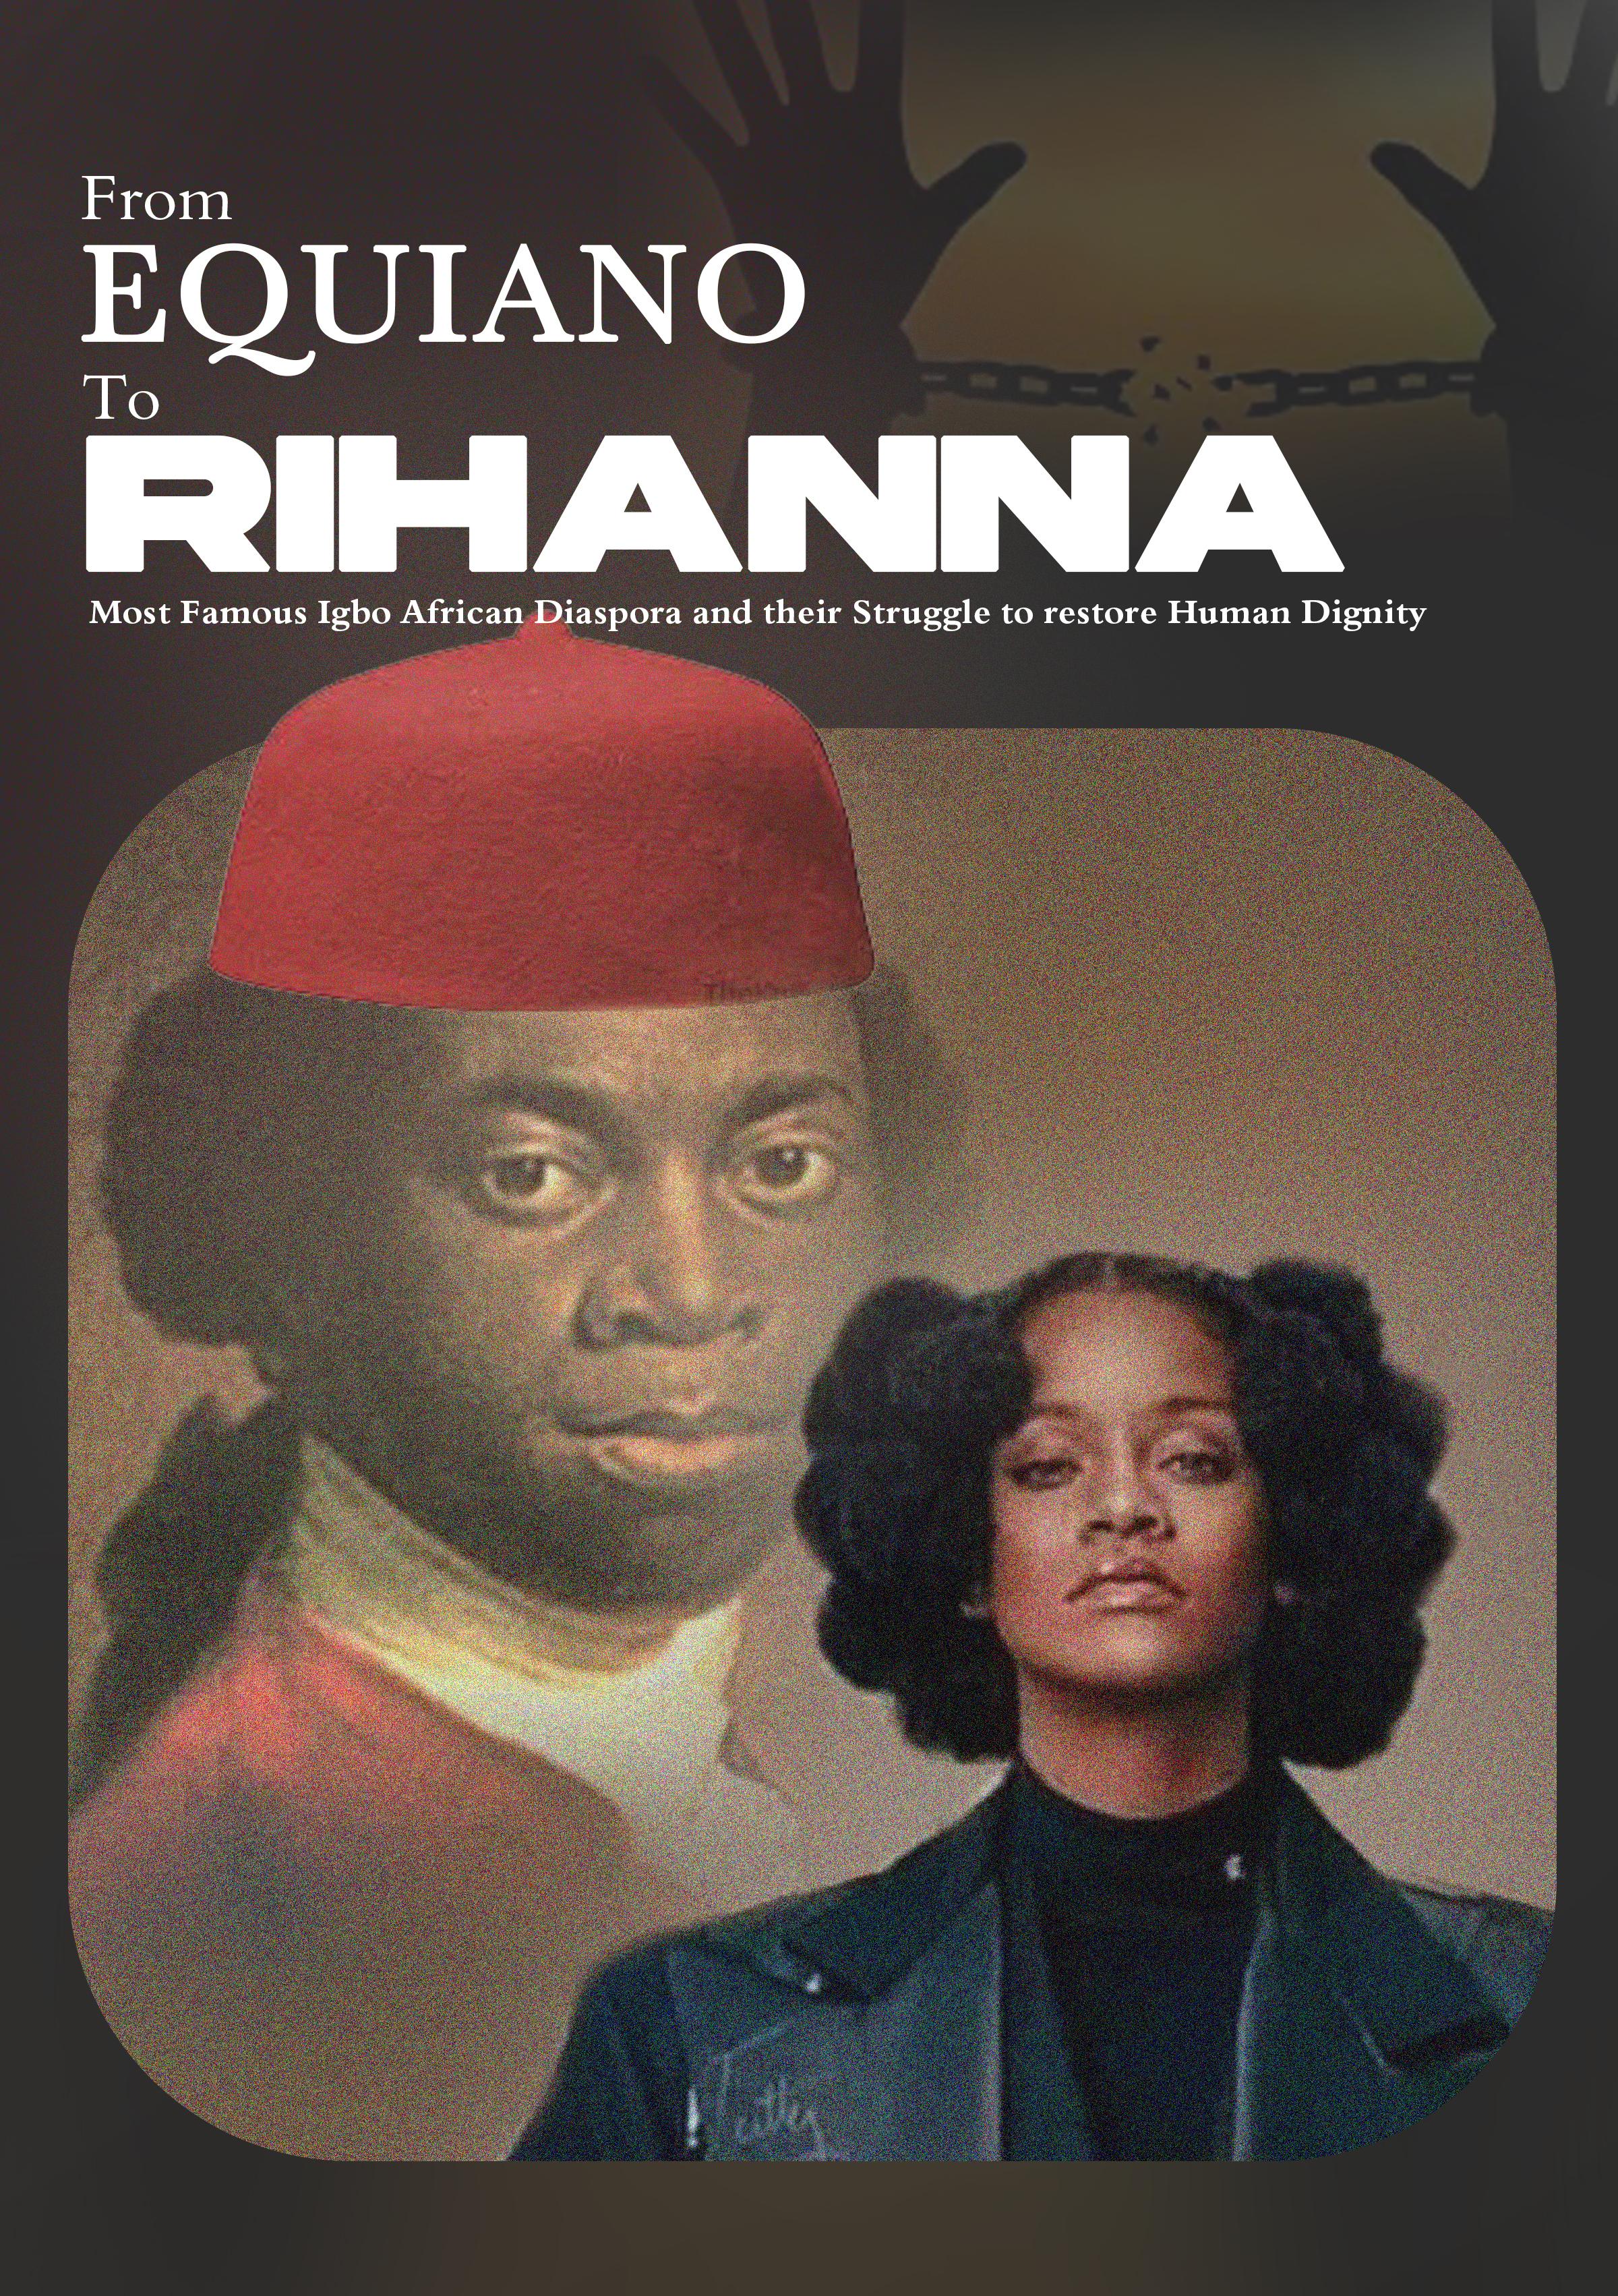 From
EQUIANO
To
RIHANNA
Most Famous Igbo African Diaspora and their Struggle to restore Human Dignity